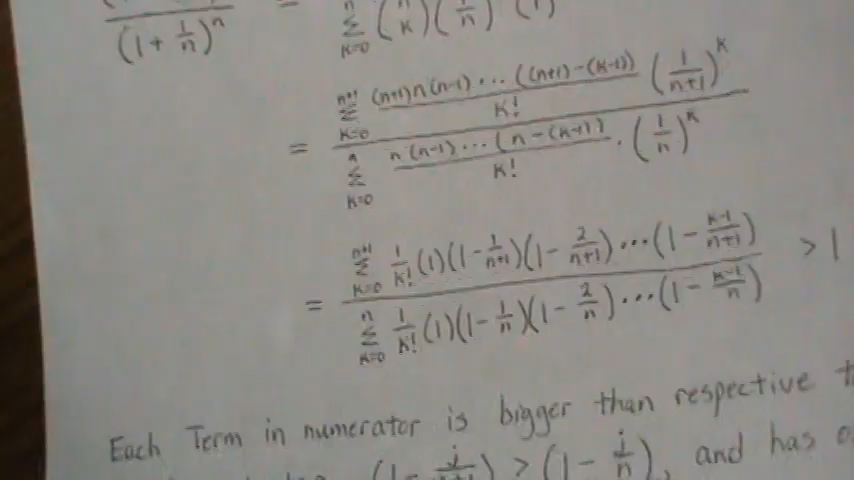 (1 + 1/n)^n = Σ_{K=0}^{n} (n K)(1/n) (1)
= Σ_{K=0}^{n+1} (n+1)n(n-1)···((n+1)-(K-1))/K! (1/(n+1))^K
Σ_{K=0}^{n} n(n-1)···(n-(K-1))/K! · (1/n)^K
= Σ_{K=0}^{n+1} 1/K! (1)(1-1/(n+1))(1-2/(n+1))···(1-(K-1)/(n+1)) > 1
Σ_{K=0}^{n} 1/K! (1)(1-1/n)(1-2/n)···(1-(K-1)/n)
Each Term in numerator is bigger than respective
> (1 - j/n), and has